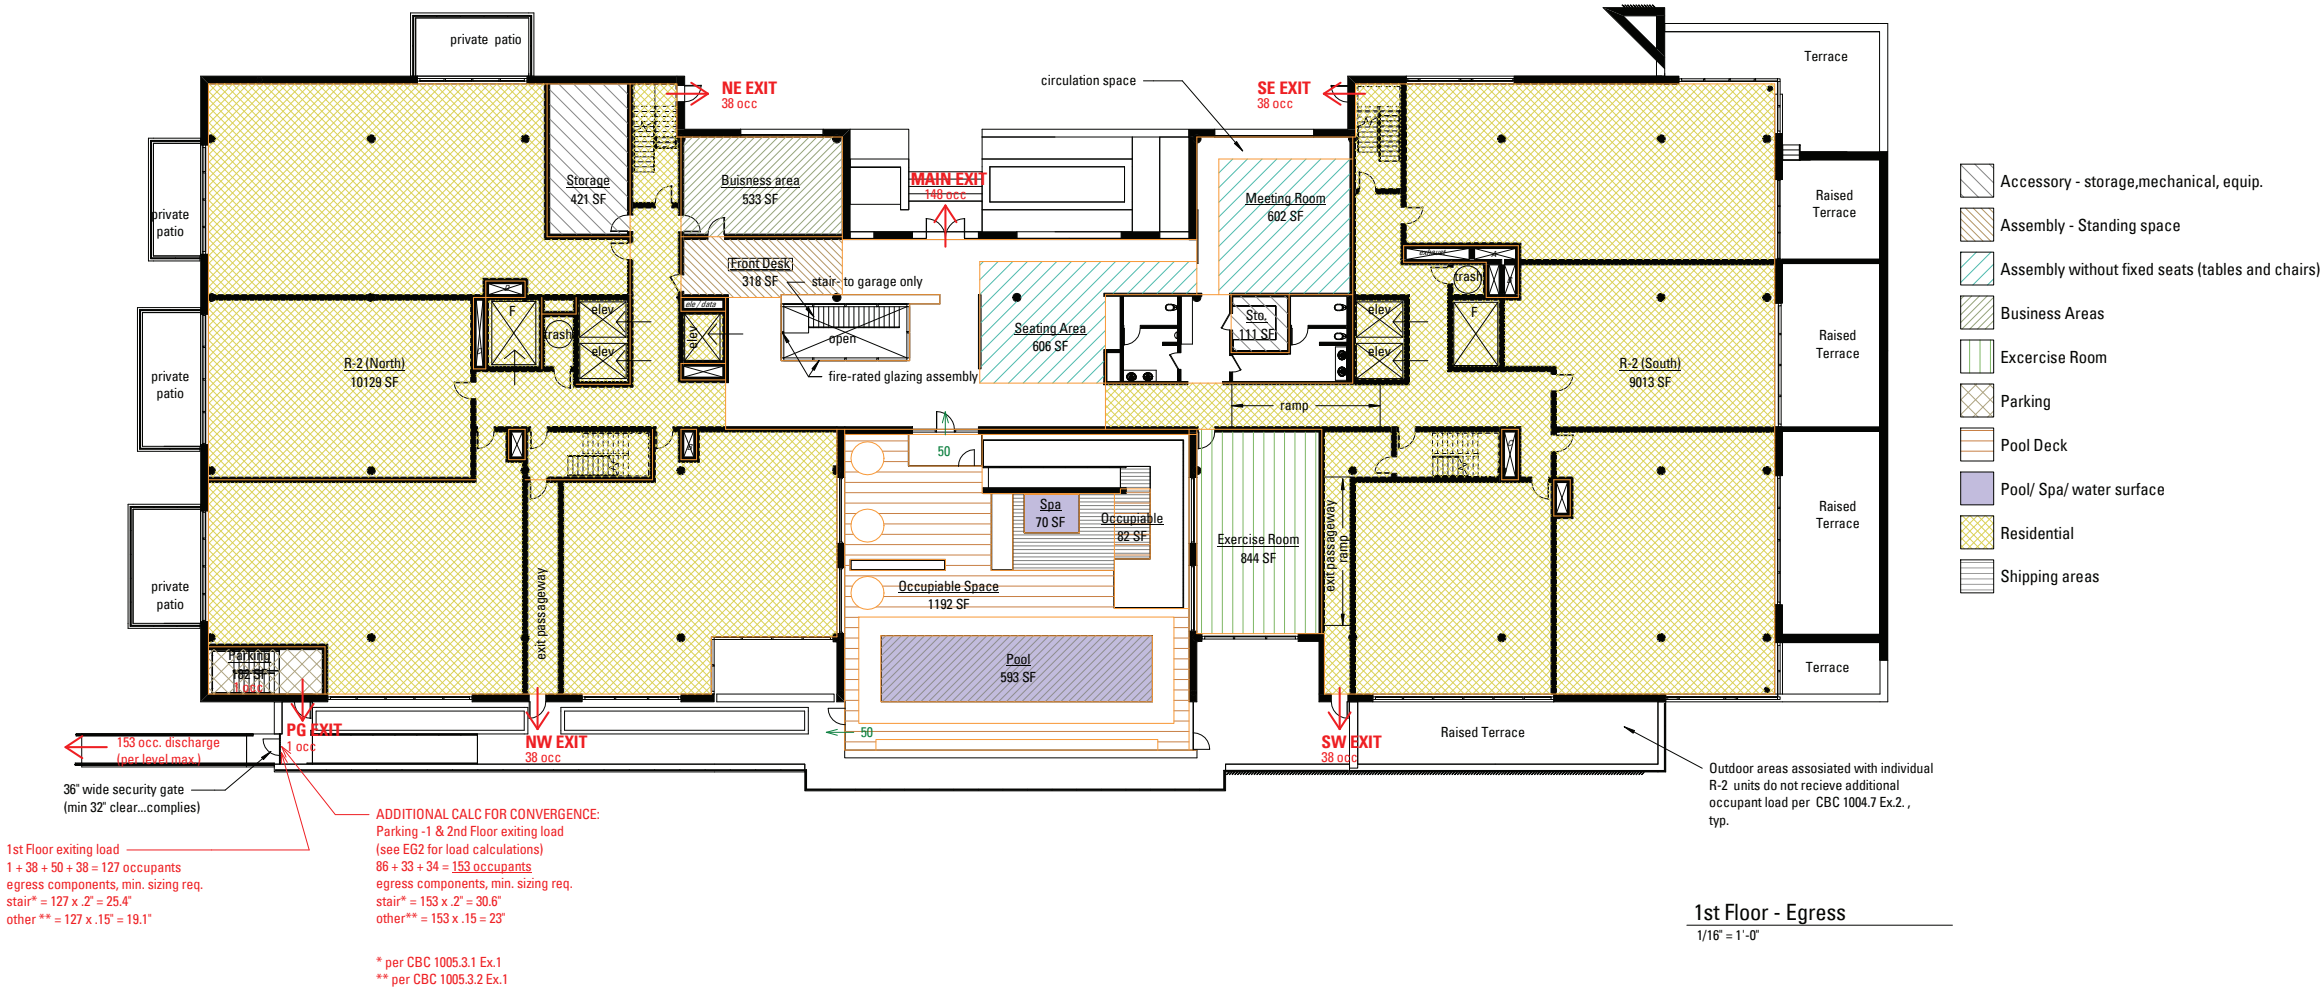 private patio
Terrace
circulation space
NE EXIT
38 occ
SE EXIT
38 occ
Storage
421 SF
Buisness area
533 SF
MAIN EXIT
148 occ
Meeting Room
602 SF
Raised
Terrace
private
patio
Front Desk
318 SF
stair- to garage only
exhaust
trash
ele / data
F
elev
elev
trash
elev
open
Seating Area
606 SF
Sto.
111 SF
elev
elev
F
Raised
Terrace
R-2 (North)
10129 SF
fire-rated glazing assembly
R-2 (South)
9013 SF
private
patio
ramp
50
Spa
70 SF
Occupiable
82 SF
Raised
Terrace
Exercise Room
844 SF
exit passageway
ramp
private
patio
exit passageway
Occupiable Space
1192 SF
Parking
182 SF
1 occ
Pool
593 SF
Terrace
PG EXIT
1 occ
NW EXIT
38 occ
50
SW EXIT
38 occ
Raised Terrace
153 occ. discharge
(per level max.)
36" wide security gate
(min 32" clear...complies)
Outdoor areas assosiated with individual
R-2 units do not recieve additional
occupant load per CBC 1004.7 Ex.2. ,
typ.
1st Floor exiting load
1 + 38 + 50 + 38 = 127 occupants
egress components, min. sizing req.
stair* = 127 x .2" = 25.4"
other ** = 127 x .15" = 19.1"
ADDITIONAL CALC FOR CONVERGENCE:
Parking -1 & 2nd Floor exiting load
(see EG2 for load calculations)
86 + 33 + 34 = 153 occupants
egress components, min. sizing req.
stair* = 153 x .2" = 30.6"
other** = 153 x .15 = 23"
* per CBC 1005.3.1 Ex.1
** per CBC 1005.3.2 Ex.1
Accessory - storage,mechanical, equip.
Assembly - Standing space
Assembly without fixed seats (tables and chairs)
Business Areas
Excercise Room
Parking
Pool Deck
Pool/ Spa/ water surface
Residential
Shipping areas
1st Floor - Egress
1/16" = 1'-0"